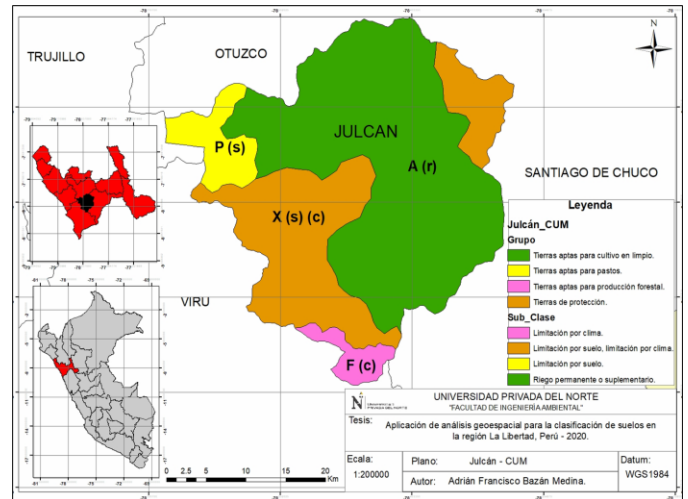 TRUJILLO
OTUZCO
N
JULCAN
P (s)
A (r)
SANTIAGO DE CHUCO
X (s) (c)
VIRU
F (c)
Leyenda
Julcán_CUM
Grupo
Tierras aptas para cultivo en limpio.
Tierras aptas para pastos.
Tierras aptas para producción forestal.
Tierras de protección.
Sub_Clase
Limitación por clima.
Limitación por suelo, limitación por clima.
Limitación por suelo.
Riego permanente o suplementario.
0 2.5 5 10 15 20
Km
UNIVERSIDAD PRIVADA DEL NORTE
"FACULTAD DE INGENIERÍA AMBIENTAL"
Tesis: Aplicación de análisis geoespacial para la clasificación de suelos en
la región La Libertad, Perú - 2020.
Escala:
1:200000
Plano: Julcán - CUM
Autor: Adrián Francisco Bazán Medina.
Datum:
WGS1984